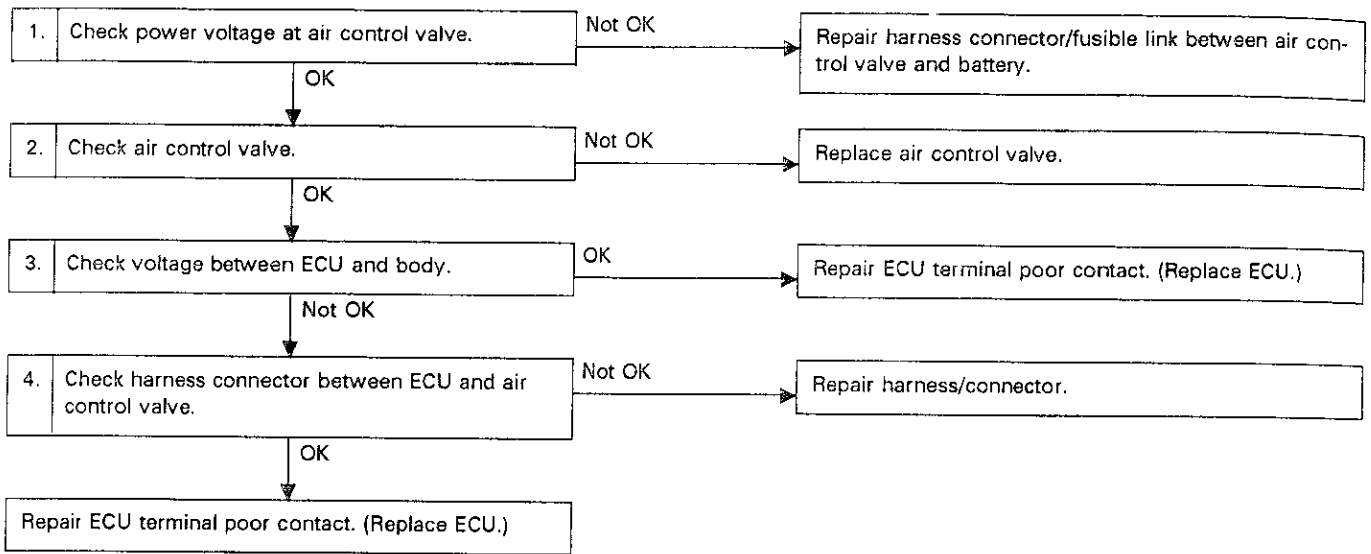 1. Check power voltage at air control valve.
Not OK
Repair harness connector/fusible link between air con-
trol valve and battery.
OK
2. Check air control valve.
Not OK
Replace air control valve.
OK
3. Check voltage between ECU and body.
OK
Repair ECU terminal poor contact. (Replace ECU.)
Not OK
4. Check harness connector between ECU and air
control valve.
Not OK
Repair harness/connector.
OK
Repair ECU terminal poor contact. (Replace ECU.)